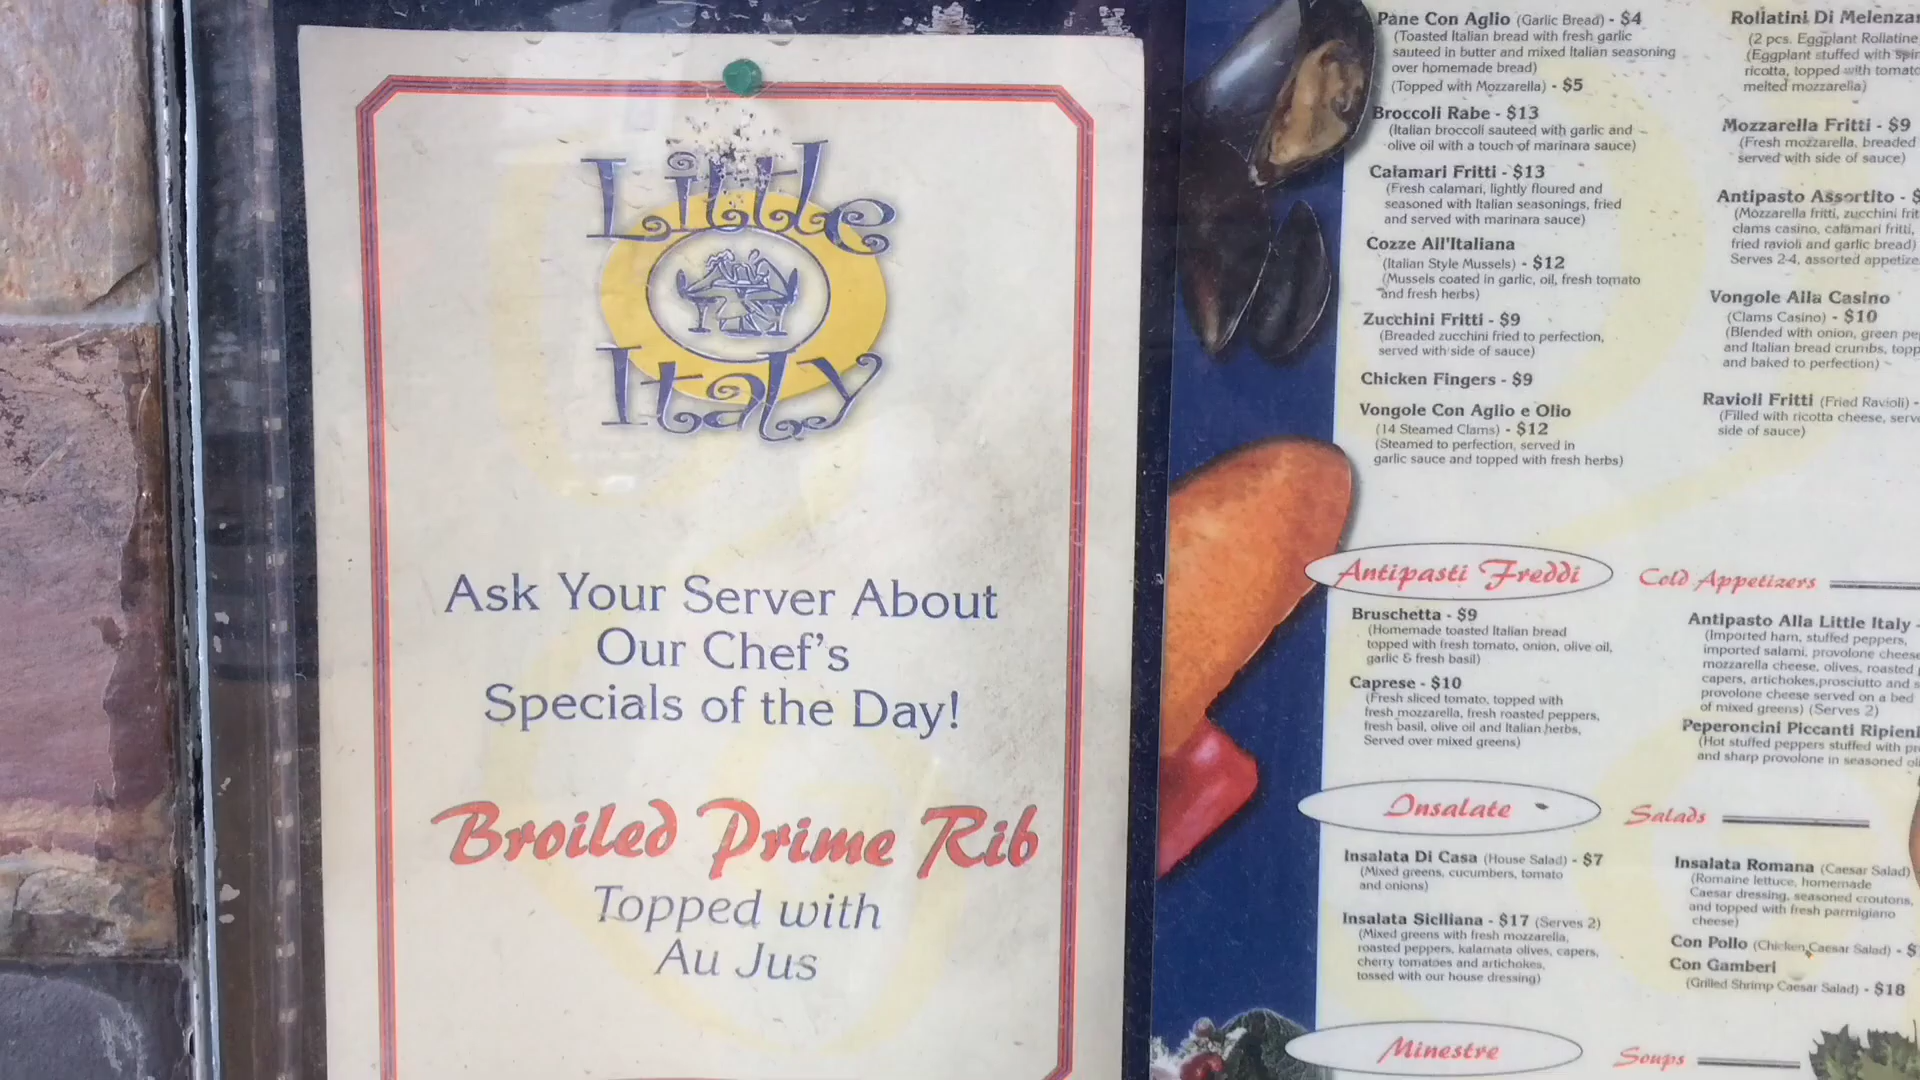 Little
Italy
Ask Your Server About
Our Chef's
Specials of the Day!
Broiled Prime Rib
Topped with
Au Jus
Pane Con Aglio (Garlic Bread) - $4
(Toasted Italian bread with fresh garlic
sauteed in butter and mixed Italian seasoning
over homemade bread)
(Topped with Mozzarella) - $5
Broccoli Rabe - $13
(Italian broccoli sauteed with garlic and
olive oil with a touch of marinara sauce)
Calamari Fritti - $13
(Fresh calamari, lightly floured and
seasoned with Italian seasonings, fried
and served with marinara sauce)
Cozze All'Italiana
(Italian Style Mussels) - $12
(Mussels coated in garlic, oil, fresh tomato
and fresh herbs)
Zucchini Fritti - $9
(Breaded zucchini fried to perfection,
served with side of sauce)
Chicken Fingers - $9
Vongole Con Aglio e Olio
(14 Steamed Clams) - $12
(Steamed to perfection, served in
garlic sauce and topped with fresh herbs)
Rollatini Di Melenza
(2 pcs. Eggplant Rollatine
(Eggplant stuffed with
ricotta, topped with tomato
melted mozzarella)
Mozzarella Fritti - $9
(Fresh mozzarella, breaded
served with side of sauce)
Antipasto Assortito - $
(Mozzarella fritti, zucchini
clams casino, calamari fritti,
fried ravioli and garlic bread)
Serves 2-4, assorted
Vongole Alla Casino
(Clams Casino) - $10
(Blended with onion, green
and Italian bread crumbs,
and baked to perfection)
Ravioli Fritti (Fried Ravioli) -
(Filled with ricotta cheese,
side of sauce)
Antipasti Freddi Cold Appetizers
Bruschetta - $9
(Homemade toasted Italian bread
topped with fresh tomato, onion, olive oil,
garlic & fresh basil)
Caprese - $10
(Fresh sliced tomato, topped with
fresh mozzarella, fresh roasted peppers,
fresh basil, olive oil and Italian herbs,
Served over mixed greens)
Antipasto Alla Little Italy -
(Imported ham, stuffed peppers,
imported salami, provolone cheese
mozzarella cheese, olives, roasted
capers, artichokes,prosciutto and
provolone cheese served on a bed
of mixed greens) (Serves 2)
Peperoncini Piccanti Ripieni
(Hot stuffed peppers stuffed with
and sharp provolone in seasoned
Insalate Salads
Insalata Di Casa (House Salad) - $7
(Mixed greens, cucumbers, tomato
and onions)
Insalata Siciliana - $17 (Serves 2)
(Mixed greens with fresh mozzarella,
roasted peppers, kalamata olives, capers,
cherry tomatoes and artichokes,
tossed with our house dressing)
Insalata Romana (Caesar Salad)
(Romaine lettuce, homemade
Caesar dressing, seasoned croutons,
and topped with fresh parmigiano
cheese)
Con Pollo (Chicken Caesar Salad) - $
Con Gamberi
(Grilled Shrimp Caesar Salad) - $18
Minestre Soups